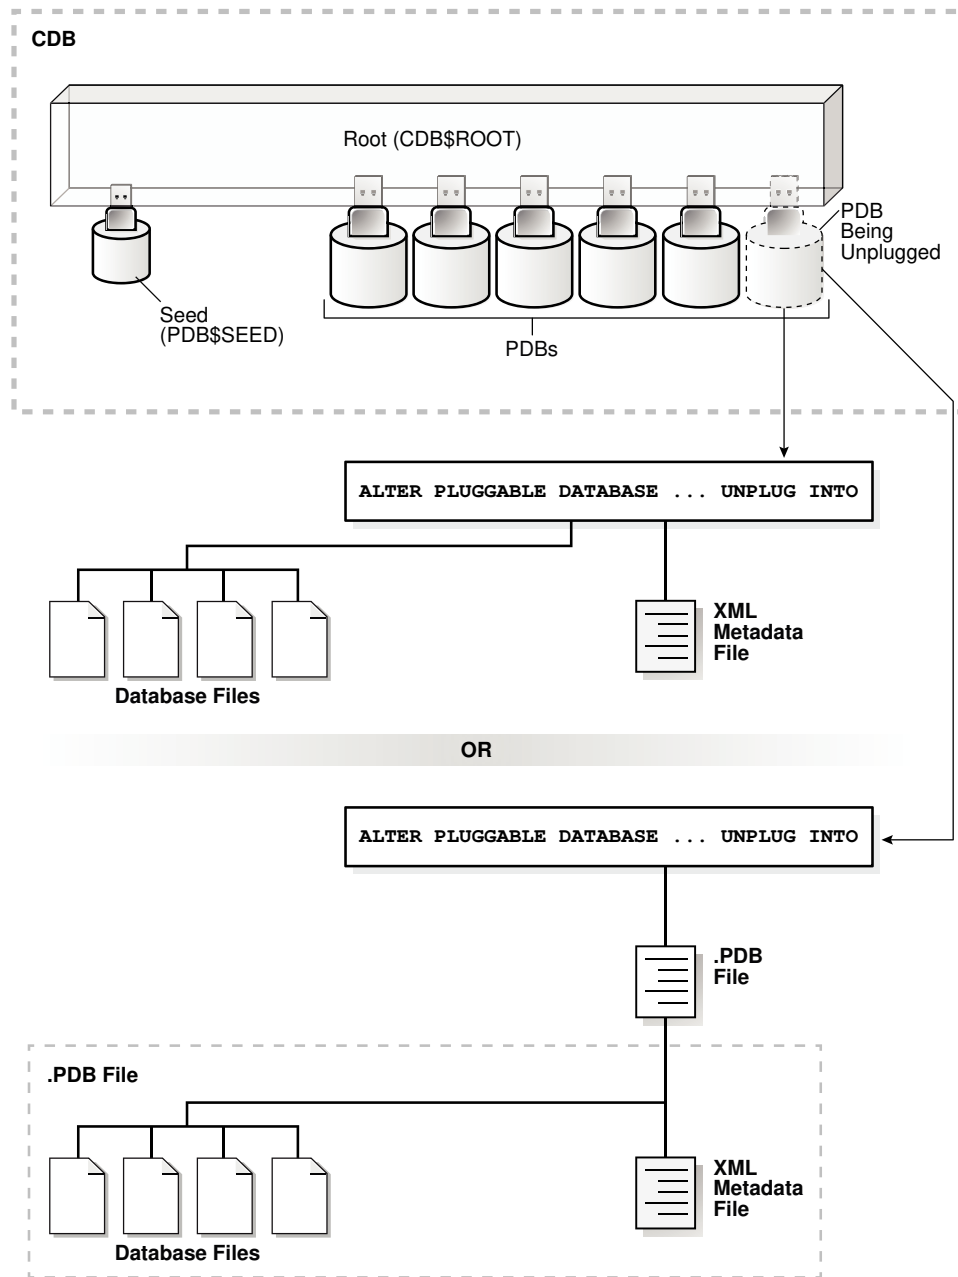 CDB
Root (CDB$ROOT)
PDB
Being
Unplugged
Seed
(PDB$SEED)
PDBs
ALTER PLUGGABLE DATABASE ... UNPLUG INTO
XML
Metadata
File
Database Files
OR
ALTER PLUGGABLE DATABASE ... UNPLUG INTO
.PDB
File
.PDB File
XML
Metadata
File
Database Files